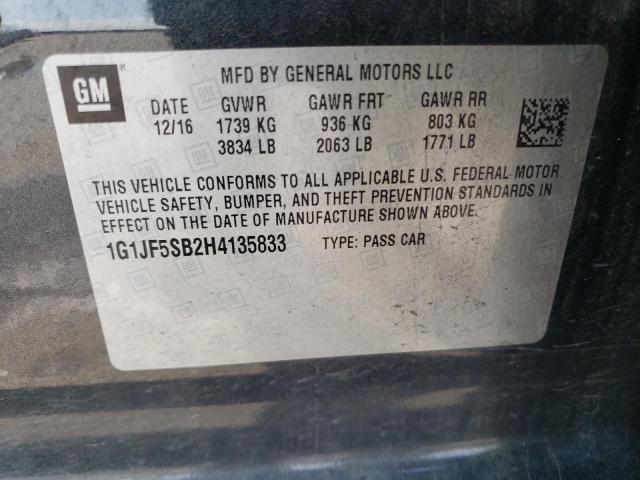 GM
MFD BY GENERAL MOTORS LLC
DATE GVWR GAWR FRT GAWR RR
12/16 1739 KG 936 KG 803 KG
3834 LB 2063 LB 1771 LB
THIS VEHICLE CONFORMS TO ALL APPLICABLE U.S. FEDERAL MOTOR
VEHICLE SAFETY, BUMPER, AND THEFT PREVENTION STANDARDS IN
EFFECT ON THE DATE OF MANUFACTURE SHOWN ABOVE.
1G1JF5SB2H4135833 TYPE: PASS CAR